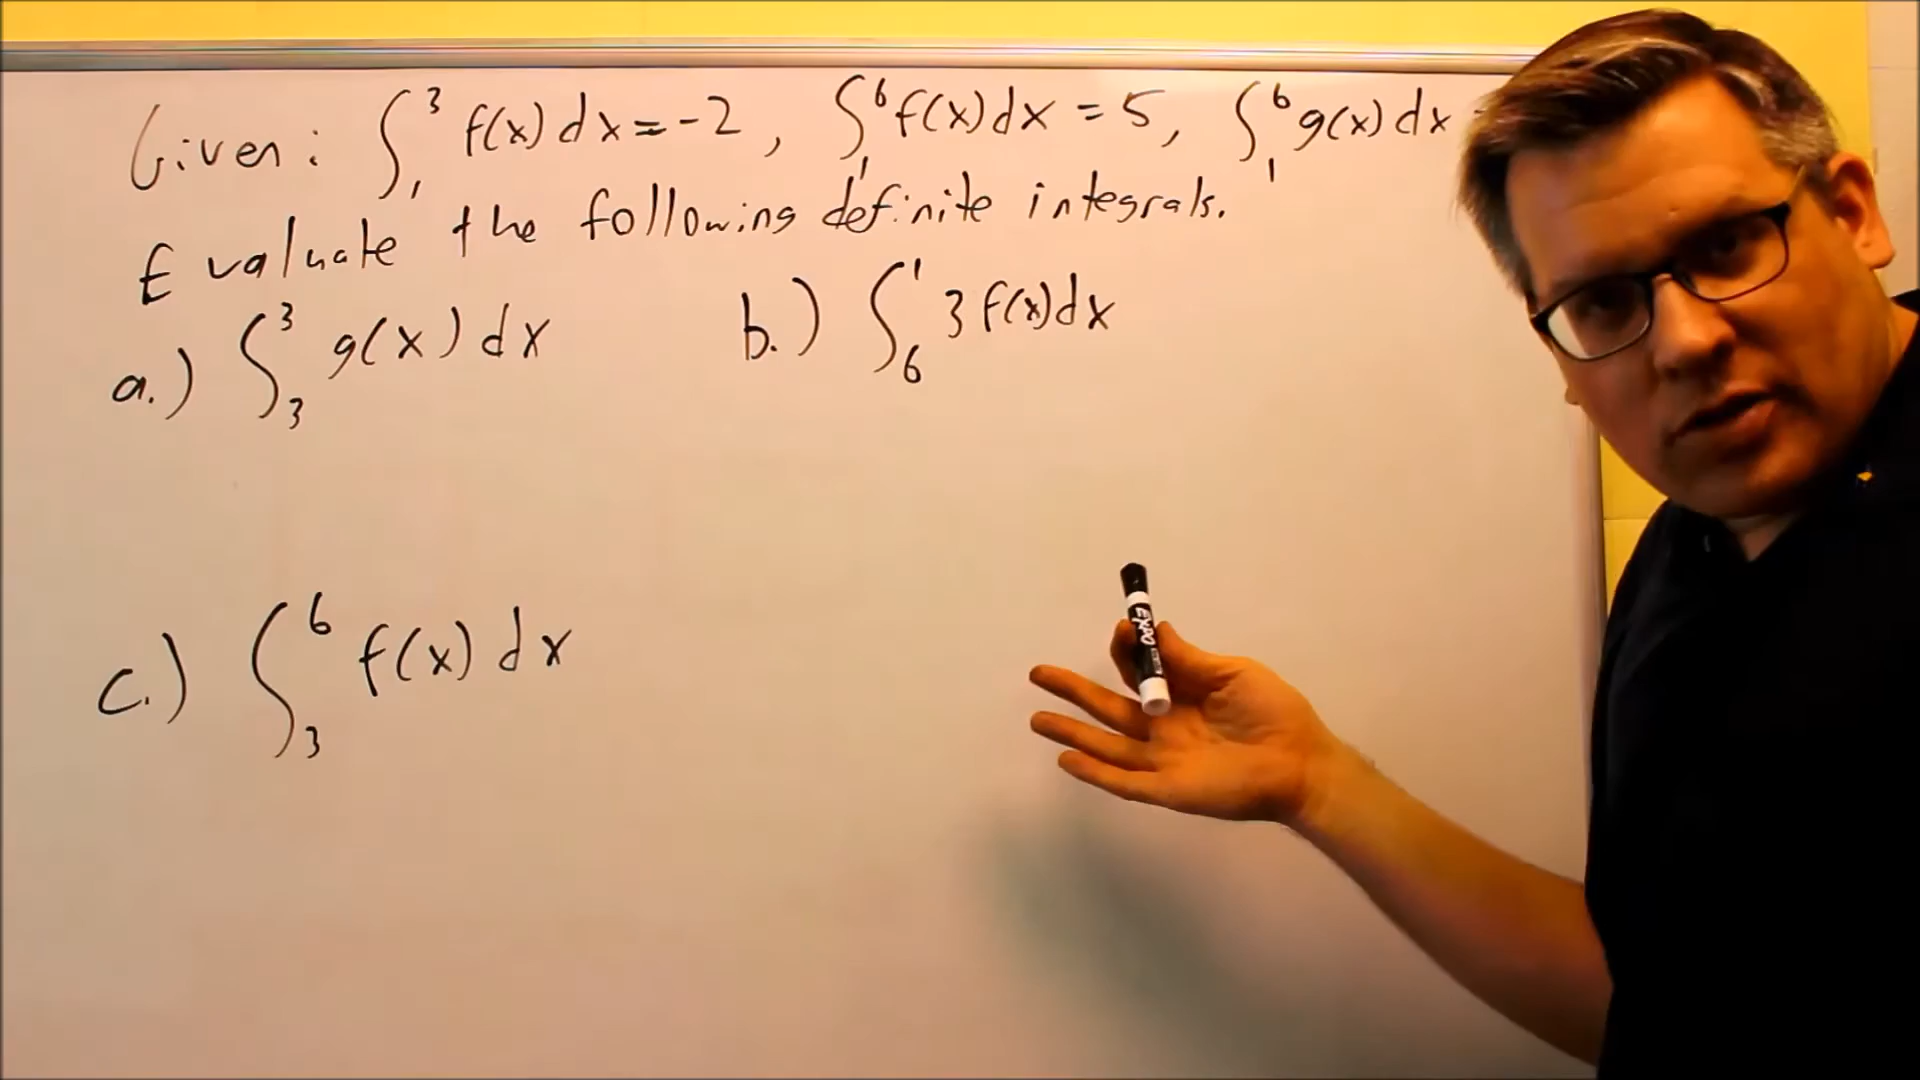 Given: ∫₁³ f(x) dx = -2, ∫₁⁶ f(x) dx = 5, ∫₁⁶ g(x) dx
Evaluate the following definite integrals.
a.) ∫₃³ g(x) dx
b.) ∫₆¹ 3 f(x) dx
c.) ∫₃⁶ f(x) dx
EXPO